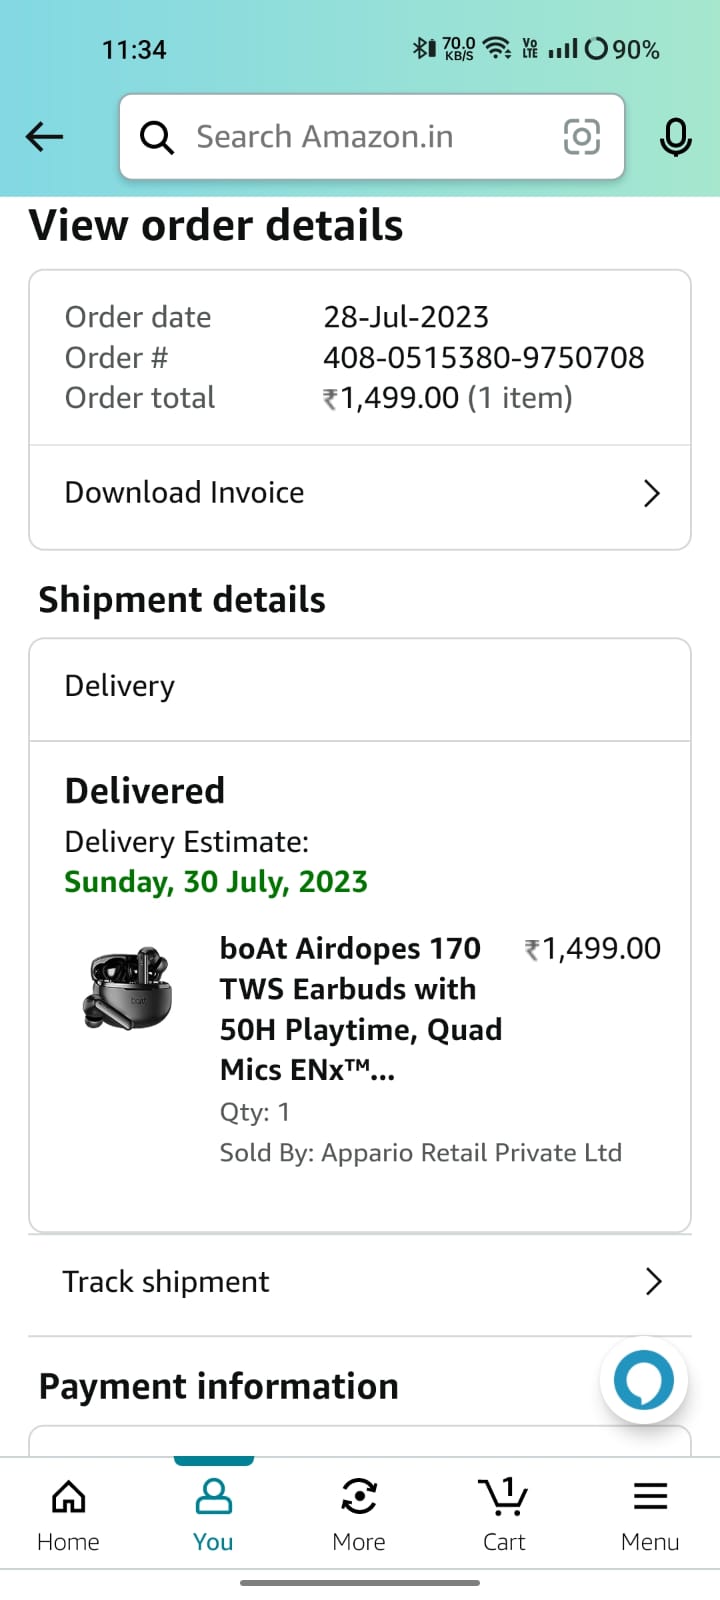 11:34
70.0 KB/S
Vo LTE
90%
Search Amazon.in
View order details
Order date 28-Jul-2023
Order # 408-0515380-9750708
Order total ₹1,499.00 (1 item)
Download Invoice
Shipment details
Delivery
Delivered
Delivery Estimate:
Sunday, 30 July, 2023
boAt Airdopes 170 ₹1,499.00
TWS Earbuds with
50H Playtime, Quad
Mics ENx™...
Qty: 1
Sold By: Appario Retail Private Ltd
boAt
Track shipment
Payment information
1
Home You More Cart Menu